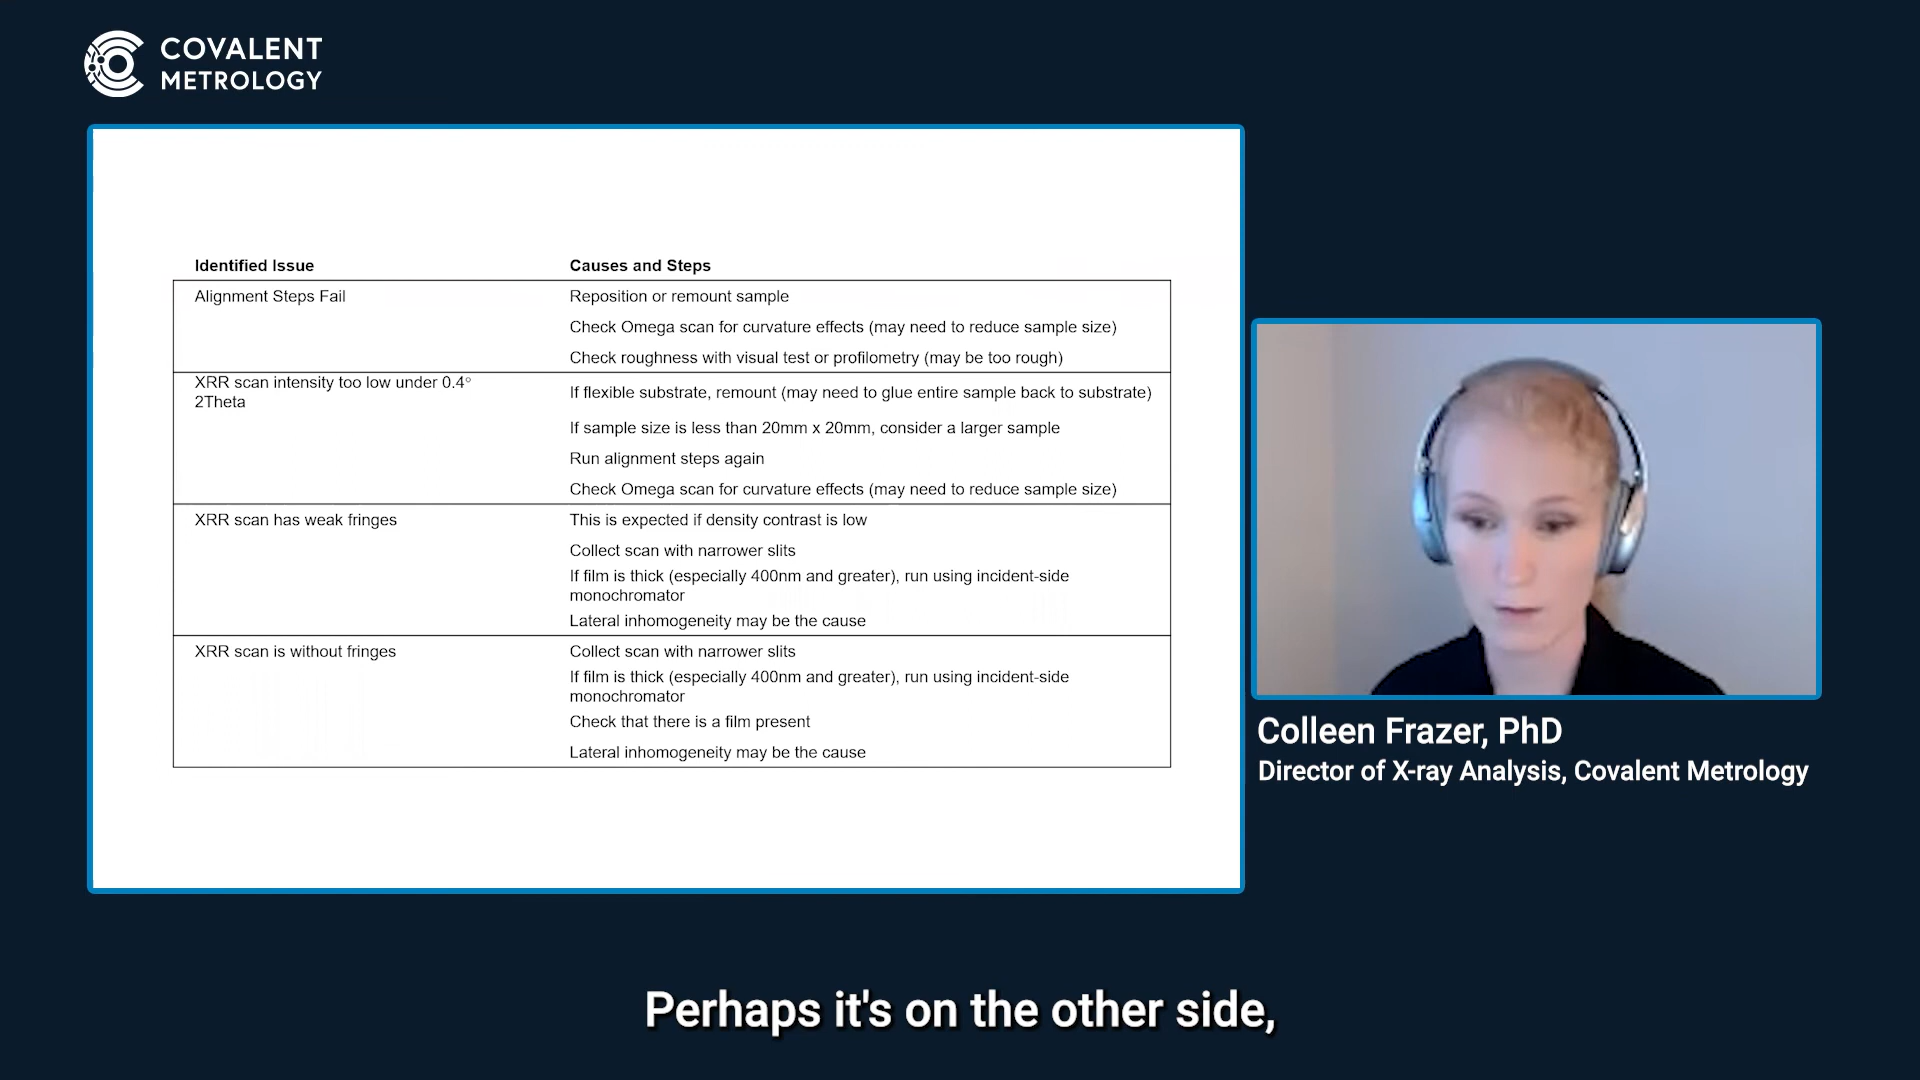 COVALENT
METROLOGY
Identified Issue
Causes and Steps
Alignment Steps Fail
Reposition or remount sample
Check Omega scan for curvature effects (may need to reduce sample size)
Check roughness with visual test or profilometry (may be too rough)
XRR scan intensity too low under 0.4°
2Theta
If flexible substrate, remount (may need to glue entire sample back to substrate)
If sample size is less than 20mm x 20mm, consider a larger sample
Run alignment steps again
Check Omega scan for curvature effects (may need to reduce sample size)
XRR scan has weak fringes
This is expected if density contrast is low
Collect scan with narrower slits
If film is thick (especially 400nm and greater), run using incident-side
monochromator
Lateral inhomogeneity may be the cause
XRR scan is without fringes
Collect scan with narrower slits
If film is thick (especially 400nm and greater), run using incident-side
monochromator
Check that there is a film present
Lateral inhomogeneity may be the cause
Colleen Frazer, PhD
Director of X-ray Analysis, Covalent Metrology
Perhaps it's on the other side,